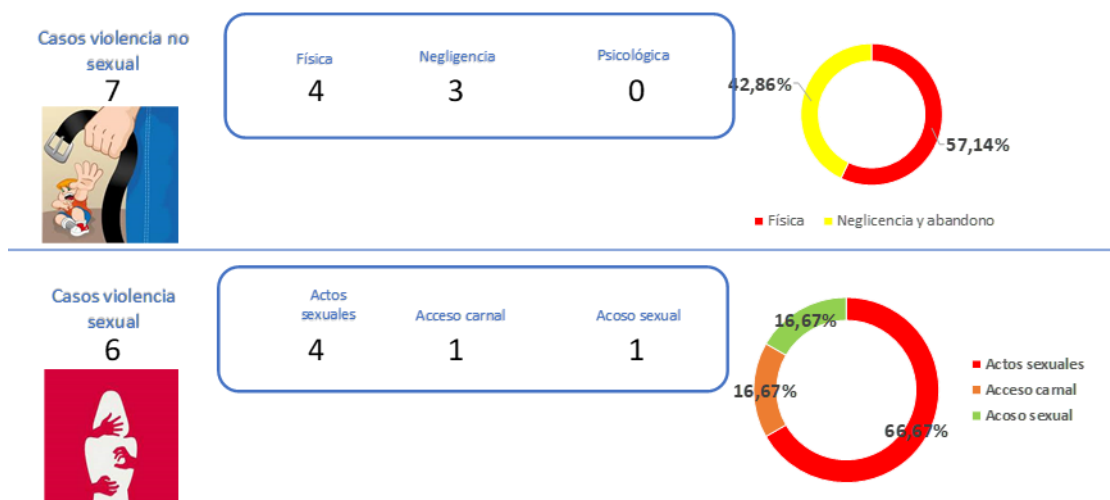 Casos violencia no
sexual
7
Física
Negligencia
Psicológica
4
3
0
42,86%
57,14%
Física
Neglicencia y abandono
Casos violencia
sexual
6
Actos
sexuales
Acceso carnal
Acoso sexual
4
1
1
16,67%
16,67%
66,67%
Actos sexuales
Acceso carnal
Acoso sexual